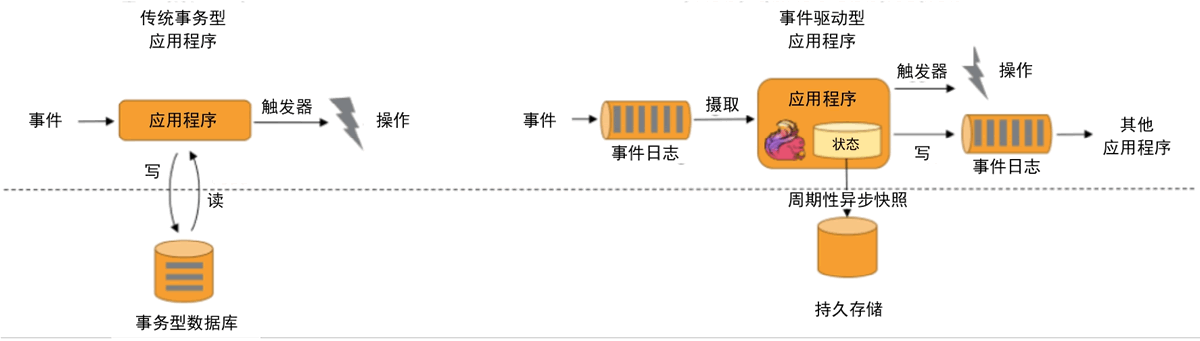 传统事务型
应用程序
事件
应用程序
触发器
操作
写
读
事务型数据库
事件驱动型
应用程序
事件
事件日志
摄取
应用程序
状态
触发器
操作
写
事件日志
其他
应用程序
周期性异步快照
持久存储